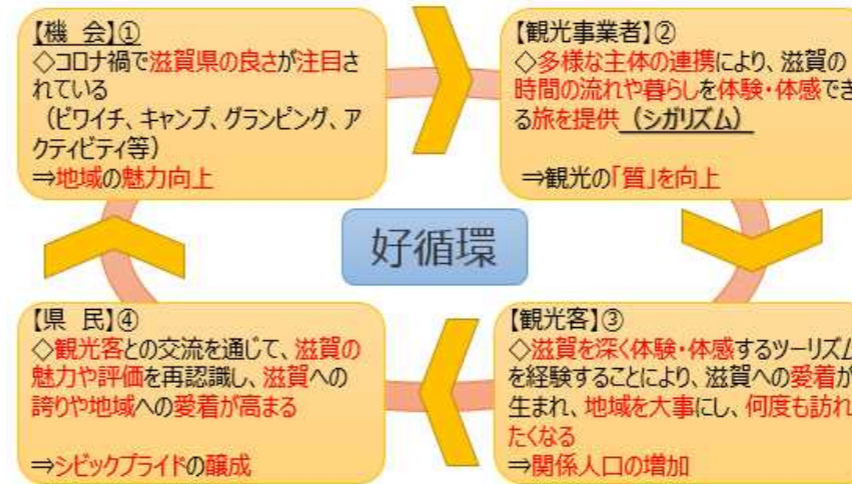 【機　会】①
◇コロナ禍で滋賀県の良さが注目さ
れている
（ビワイチ、キャンプ、グランピング、ア
クティビティ等）
⇒地域の魅力向上
【観光事業者】②
◇多様な主体の連携により、滋賀の
時間の流れや暮らしを体験・体感でき
る旅を提供（シガリズム）
⇒観光の「質」を向上
好循環
【観光客】③
◇滋賀を深く体験・体感するツーリズム
を経験することにより、滋賀への愛着が
生まれ、地域を大事にし、何度も訪れ
たくなる
⇒関係人口の増加
【県　民】④
◇観光客との交流を通じて、滋賀の
魅力や評価を再認識し、滋賀への
誇りや地域への愛着が高まる
⇒シビックプライドの醸成